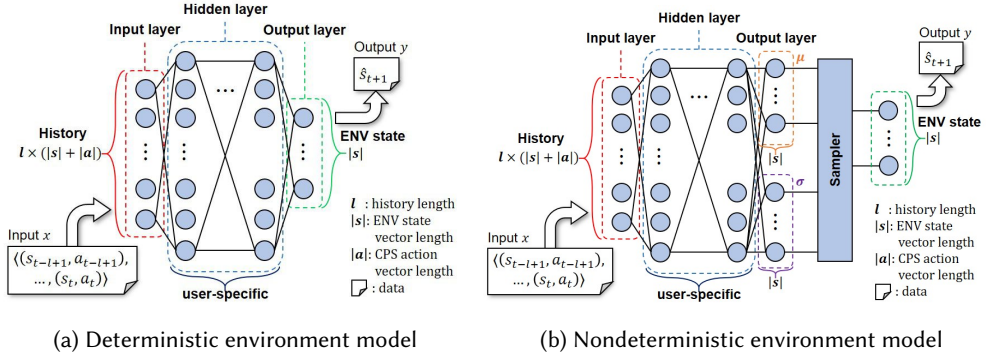 Hidden layer
Input layer
Output layer
Output y
ŝ_{t+1}
...
History
l × (|s| + |a|)
ENV state
|s|
Input x
⟨(s_{t−l+1}, a_{t−l+1}),
..., (s_t, a_t)⟩
user-specific
l : history length
|s|: ENV state
vector length
|a|: CPS action
vector length
: data
(a) Deterministic environment model
Hidden layer
Input layer
Output layer
Output y
ŝ_{t+1}
μ
...
History
l × (|s| + |a|)
|s|
σ
Sampler
ENV state
|s|
Input x
⟨(s_{t−l+1}, a_{t−l+1}),
..., (s_t, a_t)⟩
|s|
user-specific
l : history length
|s|: ENV state
vector length
|a|: CPS action
vector length
: data
(b) Nondeterministic environment model